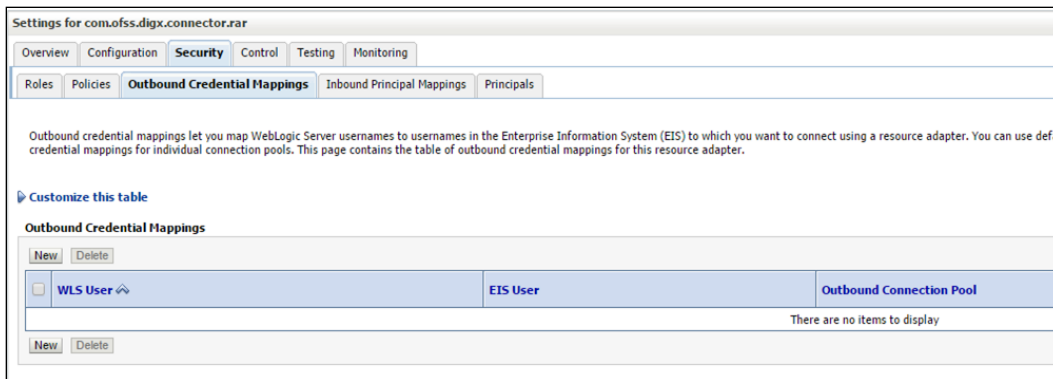 Settings for com.ofss.digx.connector.rar
Overview Configuration Security Control Testing Monitoring
Roles Policies Outbound Credential Mappings Inbound Principal Mappings Principals
Outbound credential mappings let you map WebLogic Server usernames to usernames in the Enterprise Information System (EIS) to which you want to connect using a resource adapter. You can use def
credential mappings for individual connection pools. This page contains the table of outbound credential mappings for this resource adapter.
Customize this table
Outbound Credential Mappings
New Delete
WLS User EIS User Outbound Connection Pool
There are no items to display
New Delete